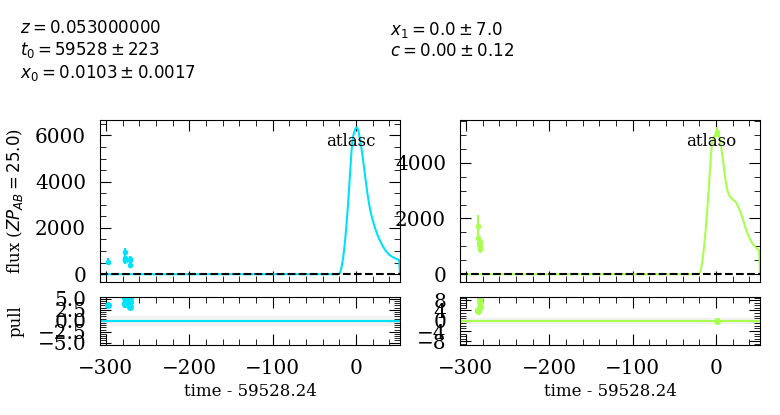 z = 0.053000000
t₀ = 59528 ± 223
x₀ = 0.0103 ± 0.0017
x₁ = 0.0 ± 7.0
c = 0.00 ± 0.12
flux (ZP_AB = 25.0)
6000
4000
2000
0
atlasc
4000
2000
0
atlaso
pull
5.0
2.5
0.0
−2.5
−5.0
8
4
0
−4
−8
−300 −200 −100 0
−300 −200 −100 0
time - 59528.24
time - 59528.24